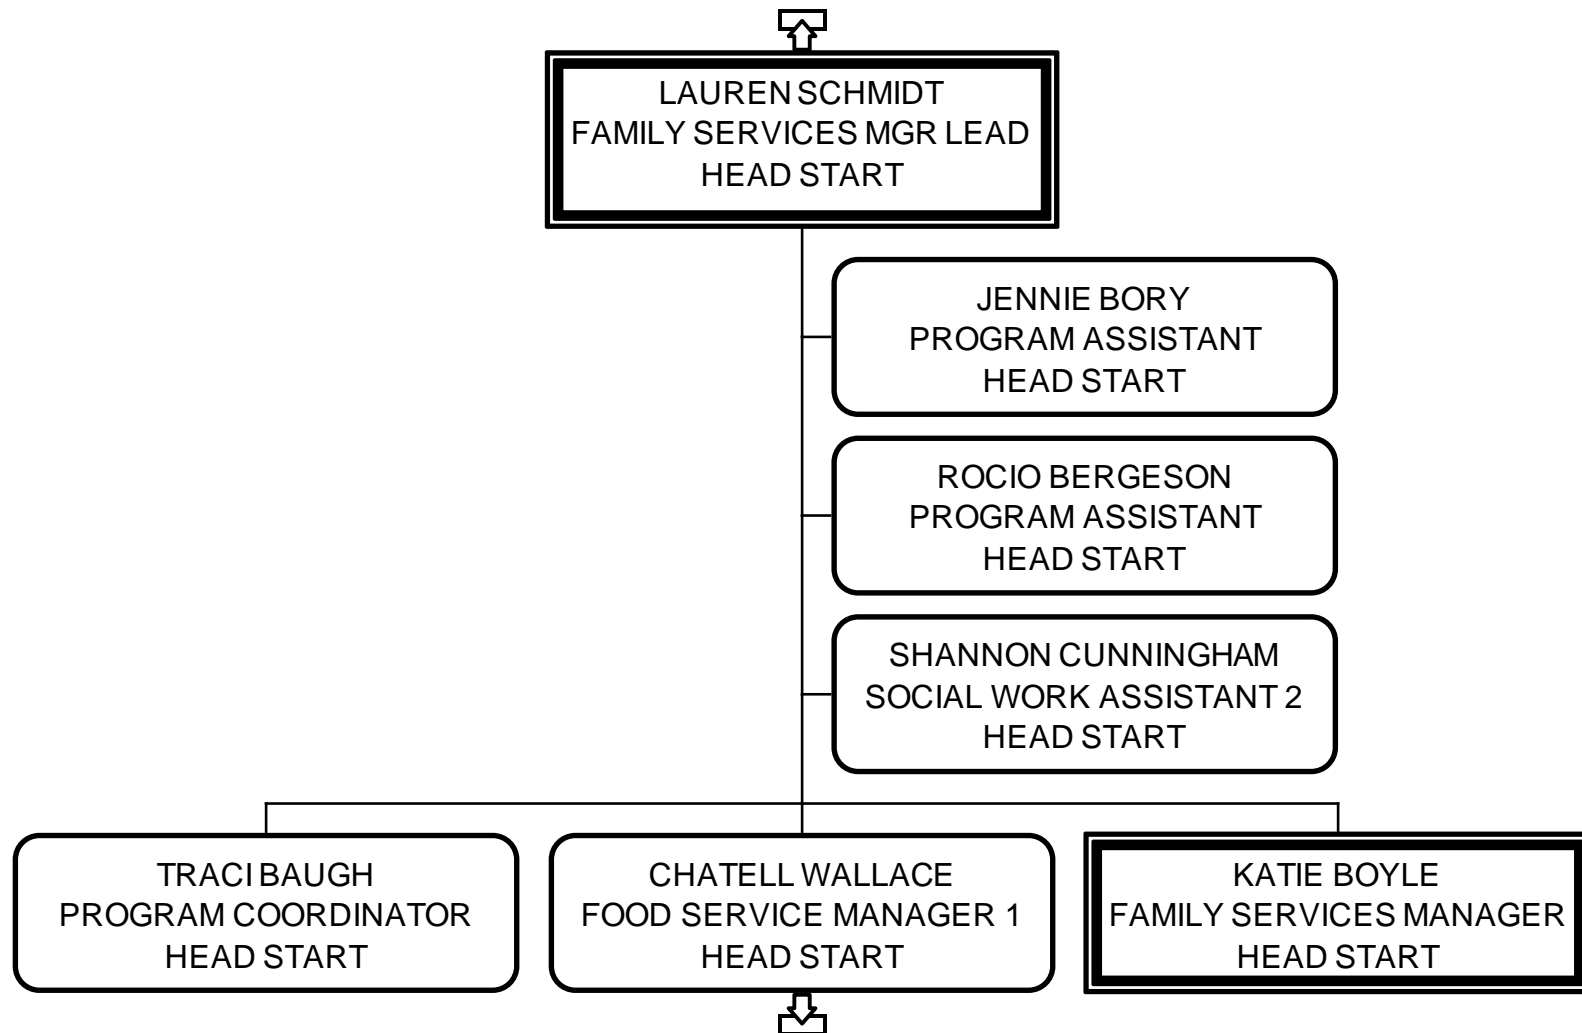 LAUREN SCHMIDT
FAMILY SERVICES MGR LEAD
HEAD START
JENNIE BORY
PROGRAM ASSISTANT
HEAD START
ROCIO BERGESON
PROGRAM ASSISTANT
HEAD START
SHANNON CUNNINGHAM
SOCIAL WORK ASSISTANT 2
HEAD START
TRACI BAUGH
PROGRAM COORDINATOR
HEAD START
CHATELL WALLACE
FOOD SERVICE MANAGER 1
HEAD START
KATIE BOYLE
FAMILY SERVICES MANAGER
HEAD START